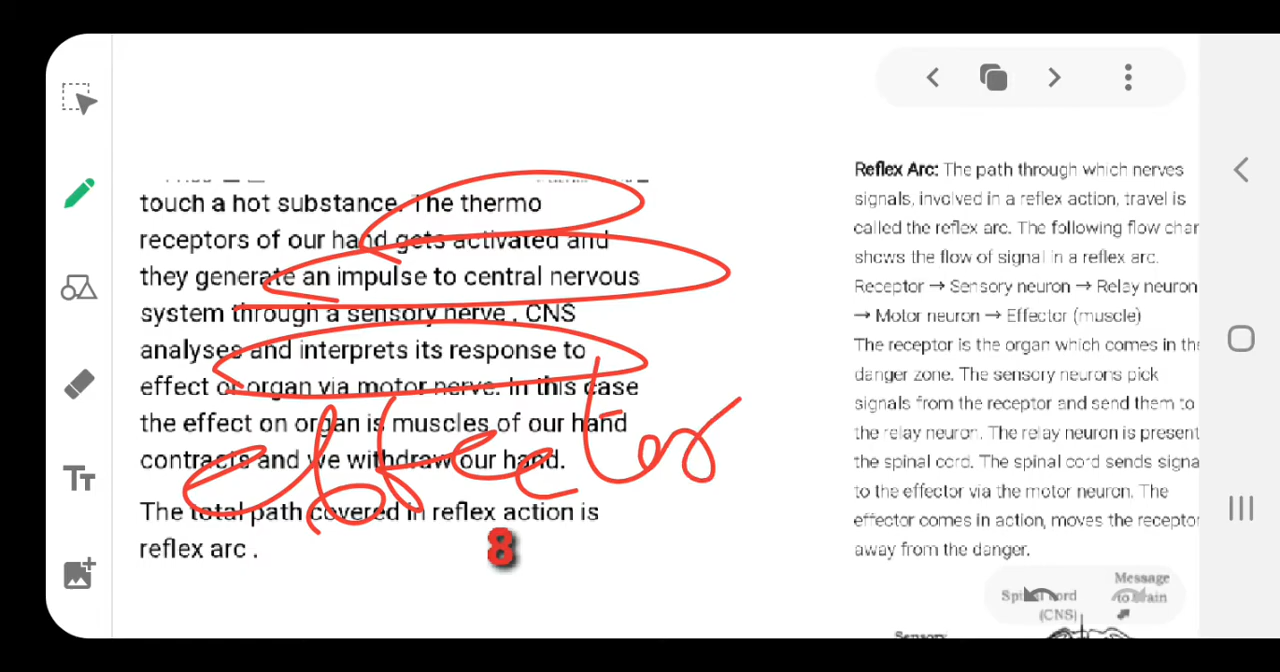 touch a hot substance. The thermo
receptors of our hand gets activated and
they generate an impulse to central nervous
system through a sensory nerve . CNS
analyses and interprets its response to
effect or organ via motor nerve. In this case
the effect on organ is muscles of our hand
contracts and we withdraw our hand.
effector
The total path covered in reflex action is
reflex arc .
8
Reflex Arc: The path through which nerves
signals, involved in a reflex action, travel is
called the reflex arc. The following flow char
shows the flow of signal in a reflex arc.
Receptor → Sensory neuron → Relay neuron
→ Motor neuron → Effector (muscle)
The receptor is the organ which comes in the
danger zone. The sensory neurons pick
signals from the receptor and send them to
the relay neuron. The relay neuron is present
the spinal cord. The spinal cord sends signa
to the effector via the motor neuron. The
effector comes in action, moves the receptor
away from the danger.
Message
Spinal cord to brain
(CNS)
Sensory
TT